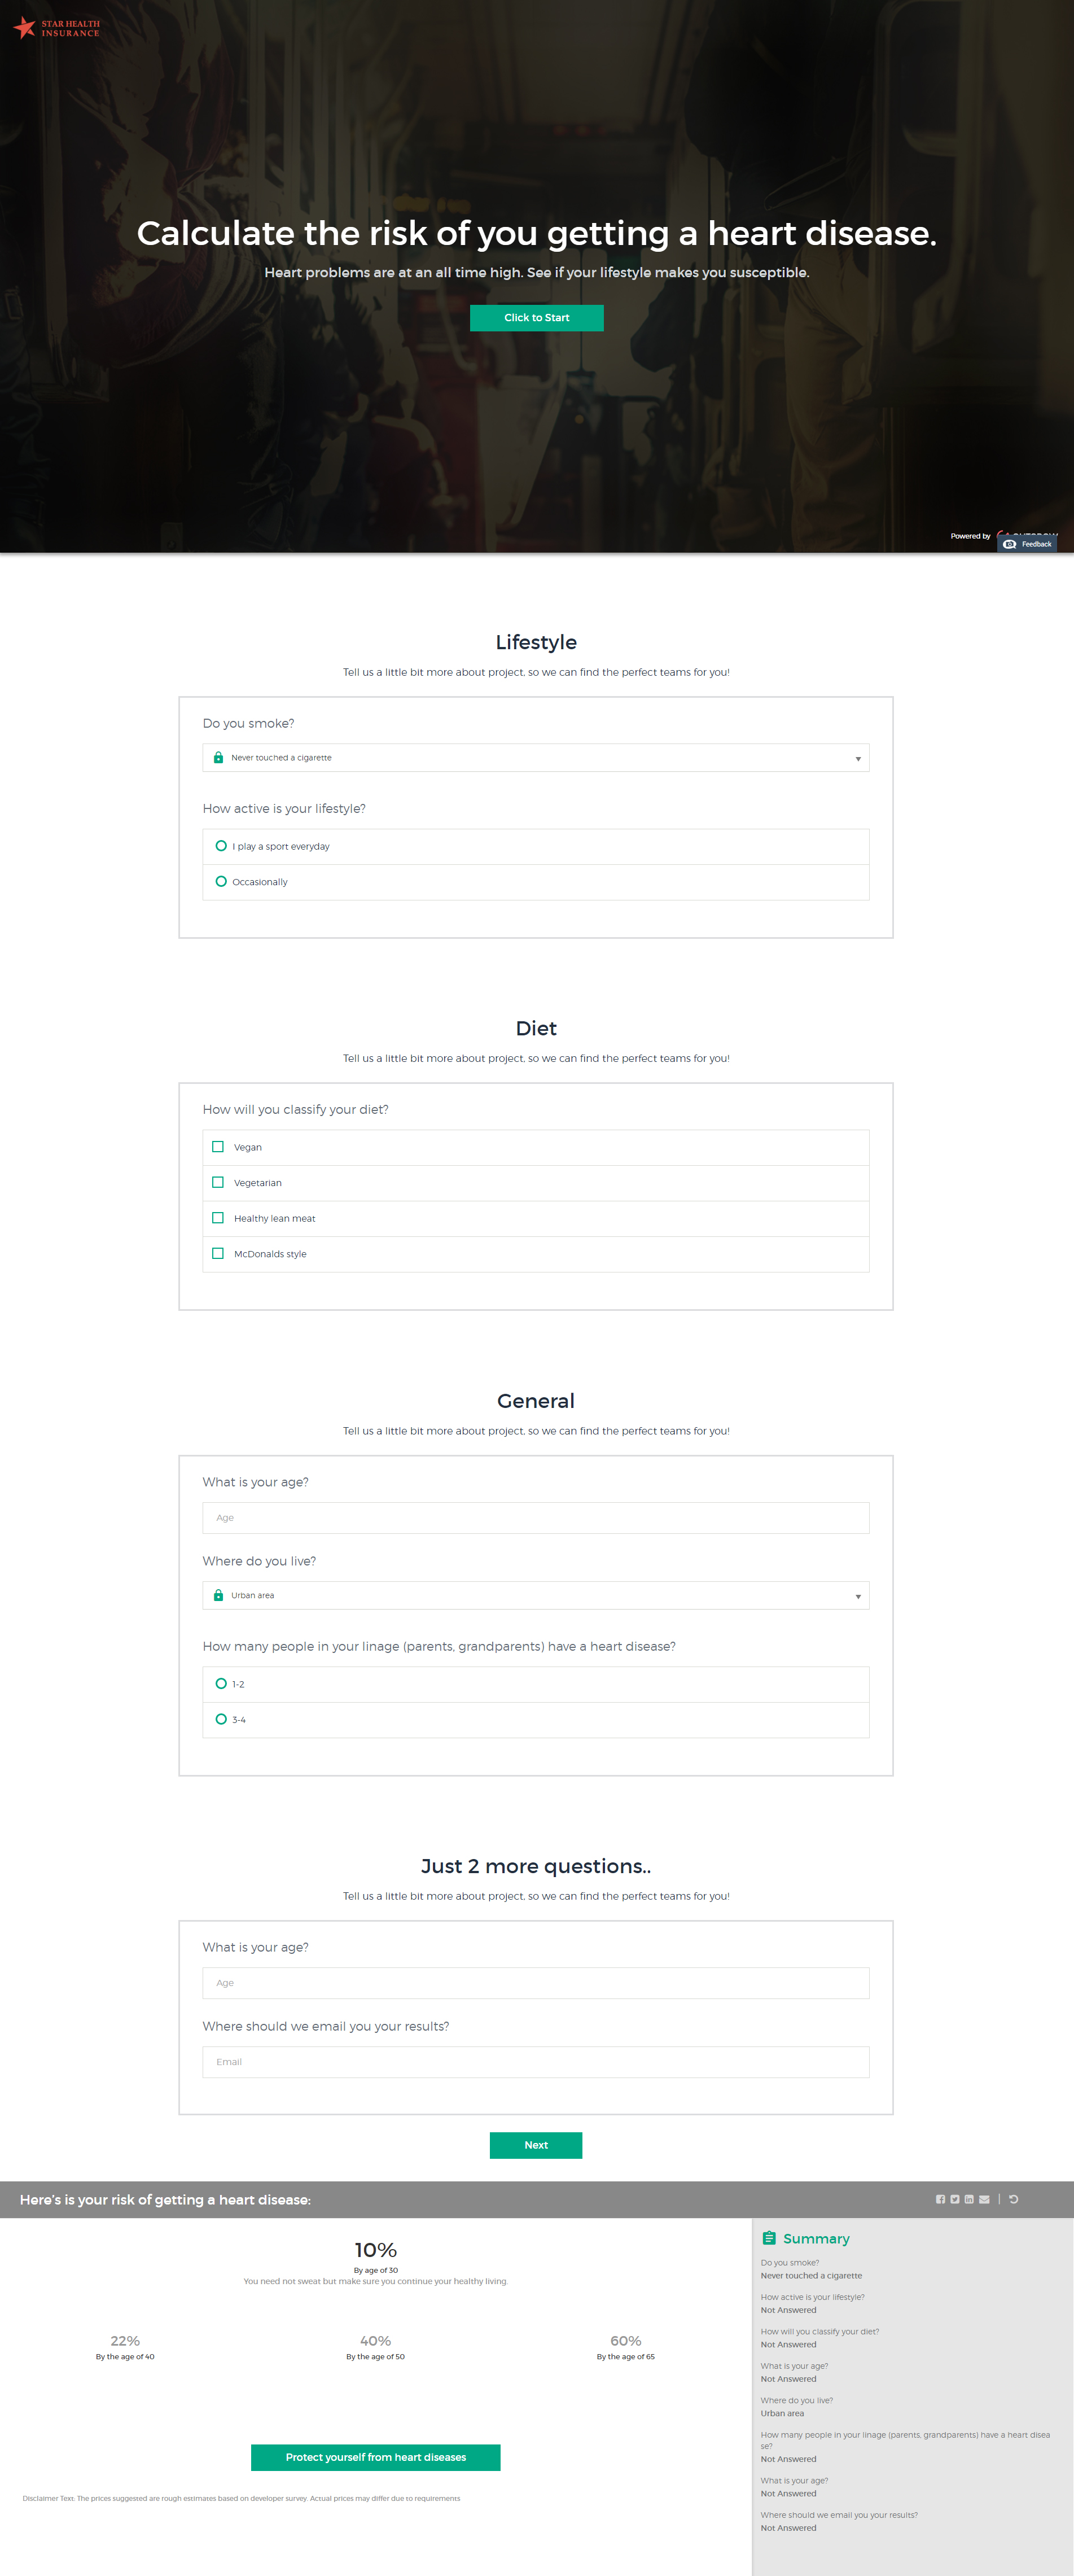 STAR HEALTH
INSURANCE
Calculate the risk of you getting a heart disease.
Heart problems are at an all time high. See if your lifestyle makes you susceptible.
Click to Start
Powered by
Feedback
Lifestyle
Tell us a little bit more about project, so we can find the perfect teams for you!
Do you smoke?
Never touched a cigarette
How active is your lifestyle?
I play a sport everyday
Occasionally
Diet
Tell us a little bit more about project, so we can find the perfect teams for you!
How will you classify your diet?
Vegan
Vegetarian
Healthy lean meat
McDonalds style
General
Tell us a little bit more about project, so we can find the perfect teams for you!
What is your age?
Age
Where do you live?
Urban area
How many people in your linage (parents, grandparents) have a heart disease?
1-2
3-4
Just 2 more questions..
Tell us a little bit more about project, so we can find the perfect teams for you!
What is your age?
Age
Where should we email you your results?
Email
Next
Here's is your risk of getting a heart disease:
10%
By age of 30
You need not sweat but make sure you continue your healthy living.
22%
By the age of 40
40%
By the age of 50
60%
By the age of 65
Protect yourself from heart diseases
Disclaimer Text: The prices suggested are rough estimates based on developer survey. Actual prices may differ due to requirements
Summary
Do you smoke?
Never touched a cigarette
How active is your lifestyle?
Not Answered
How will you classify your diet?
Not Answered
What is your age?
Not Answered
Where do you live?
Urban area
How many people in your linage (parents, grandparents) have a heart disea
se?
Not Answered
What is your age?
Not Answered
Where should we email you your results?
Not Answered